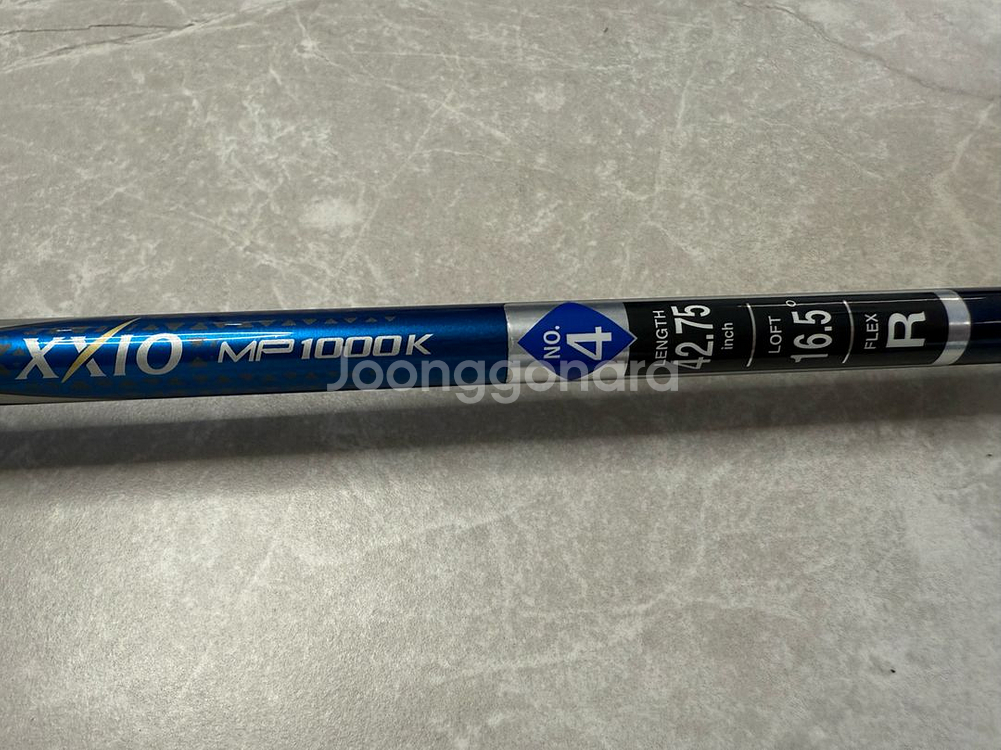 XXIO MP1000K
NO. 4
LENGTH 42.75 inch
LOFT 16.5°
FLEX R
Joonggonara